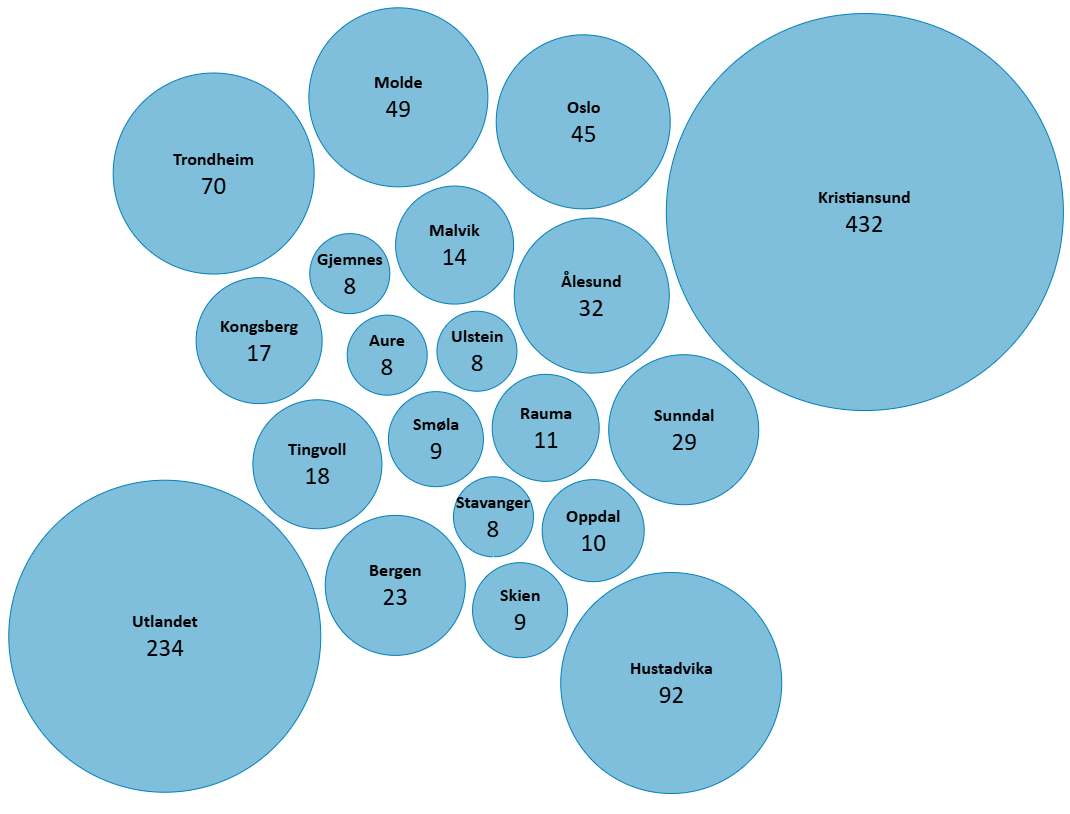 Molde
49
Oslo
45
Trondheim
70
Kristiansund
432
Malvik
14
Gjemnes
8
Ålesund
32
Kongsberg
17
Aure
8
Ulstein
8
Rauma
11
Sunndal
29
Smøla
9
Tingvoll
18
Stavanger
8
Oppdal
10
Bergen
23
Skien
9
Utlandet
234
Hustadvika
92